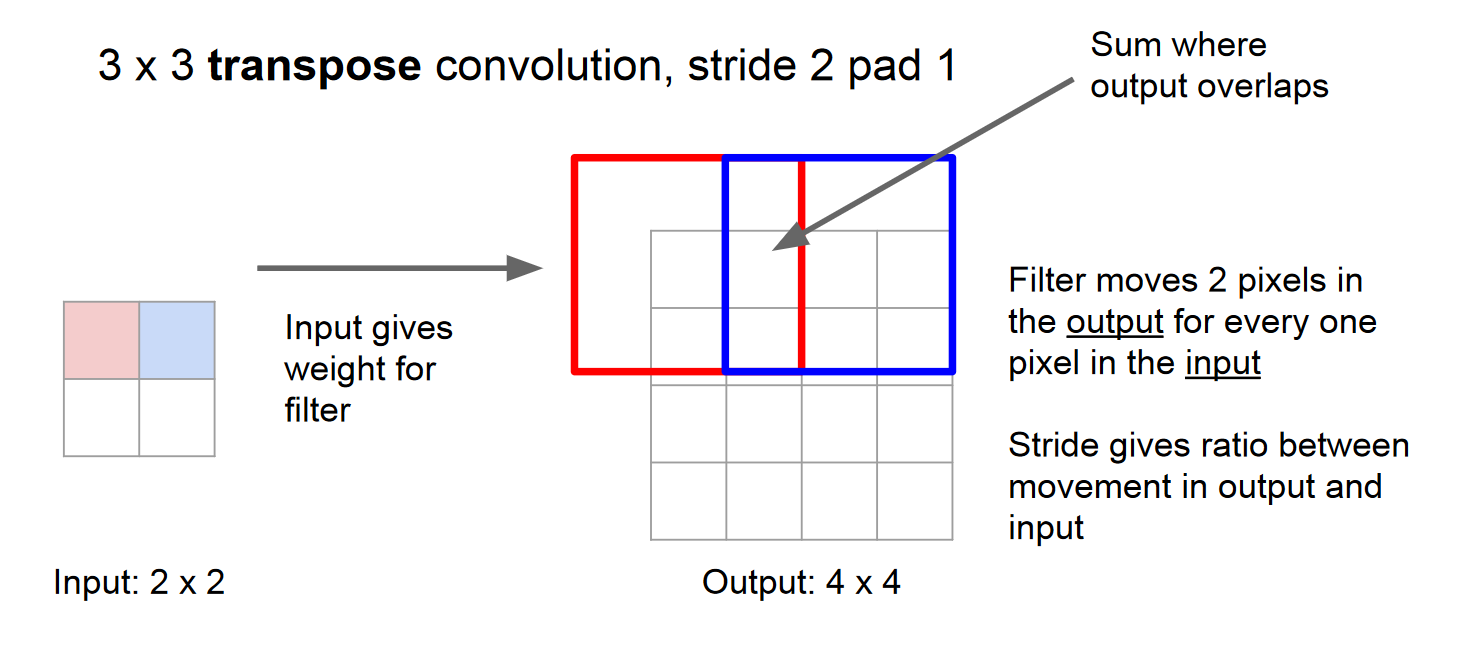 3 x 3 transpose convolution, stride 2 pad 1
Sum where
output overlaps
Input gives
weight for
filter
Filter moves 2 pixels in
the output for every one
pixel in the input
Stride gives ratio between
movement in output and
input
Input: 2 x 2
Output: 4 x 4